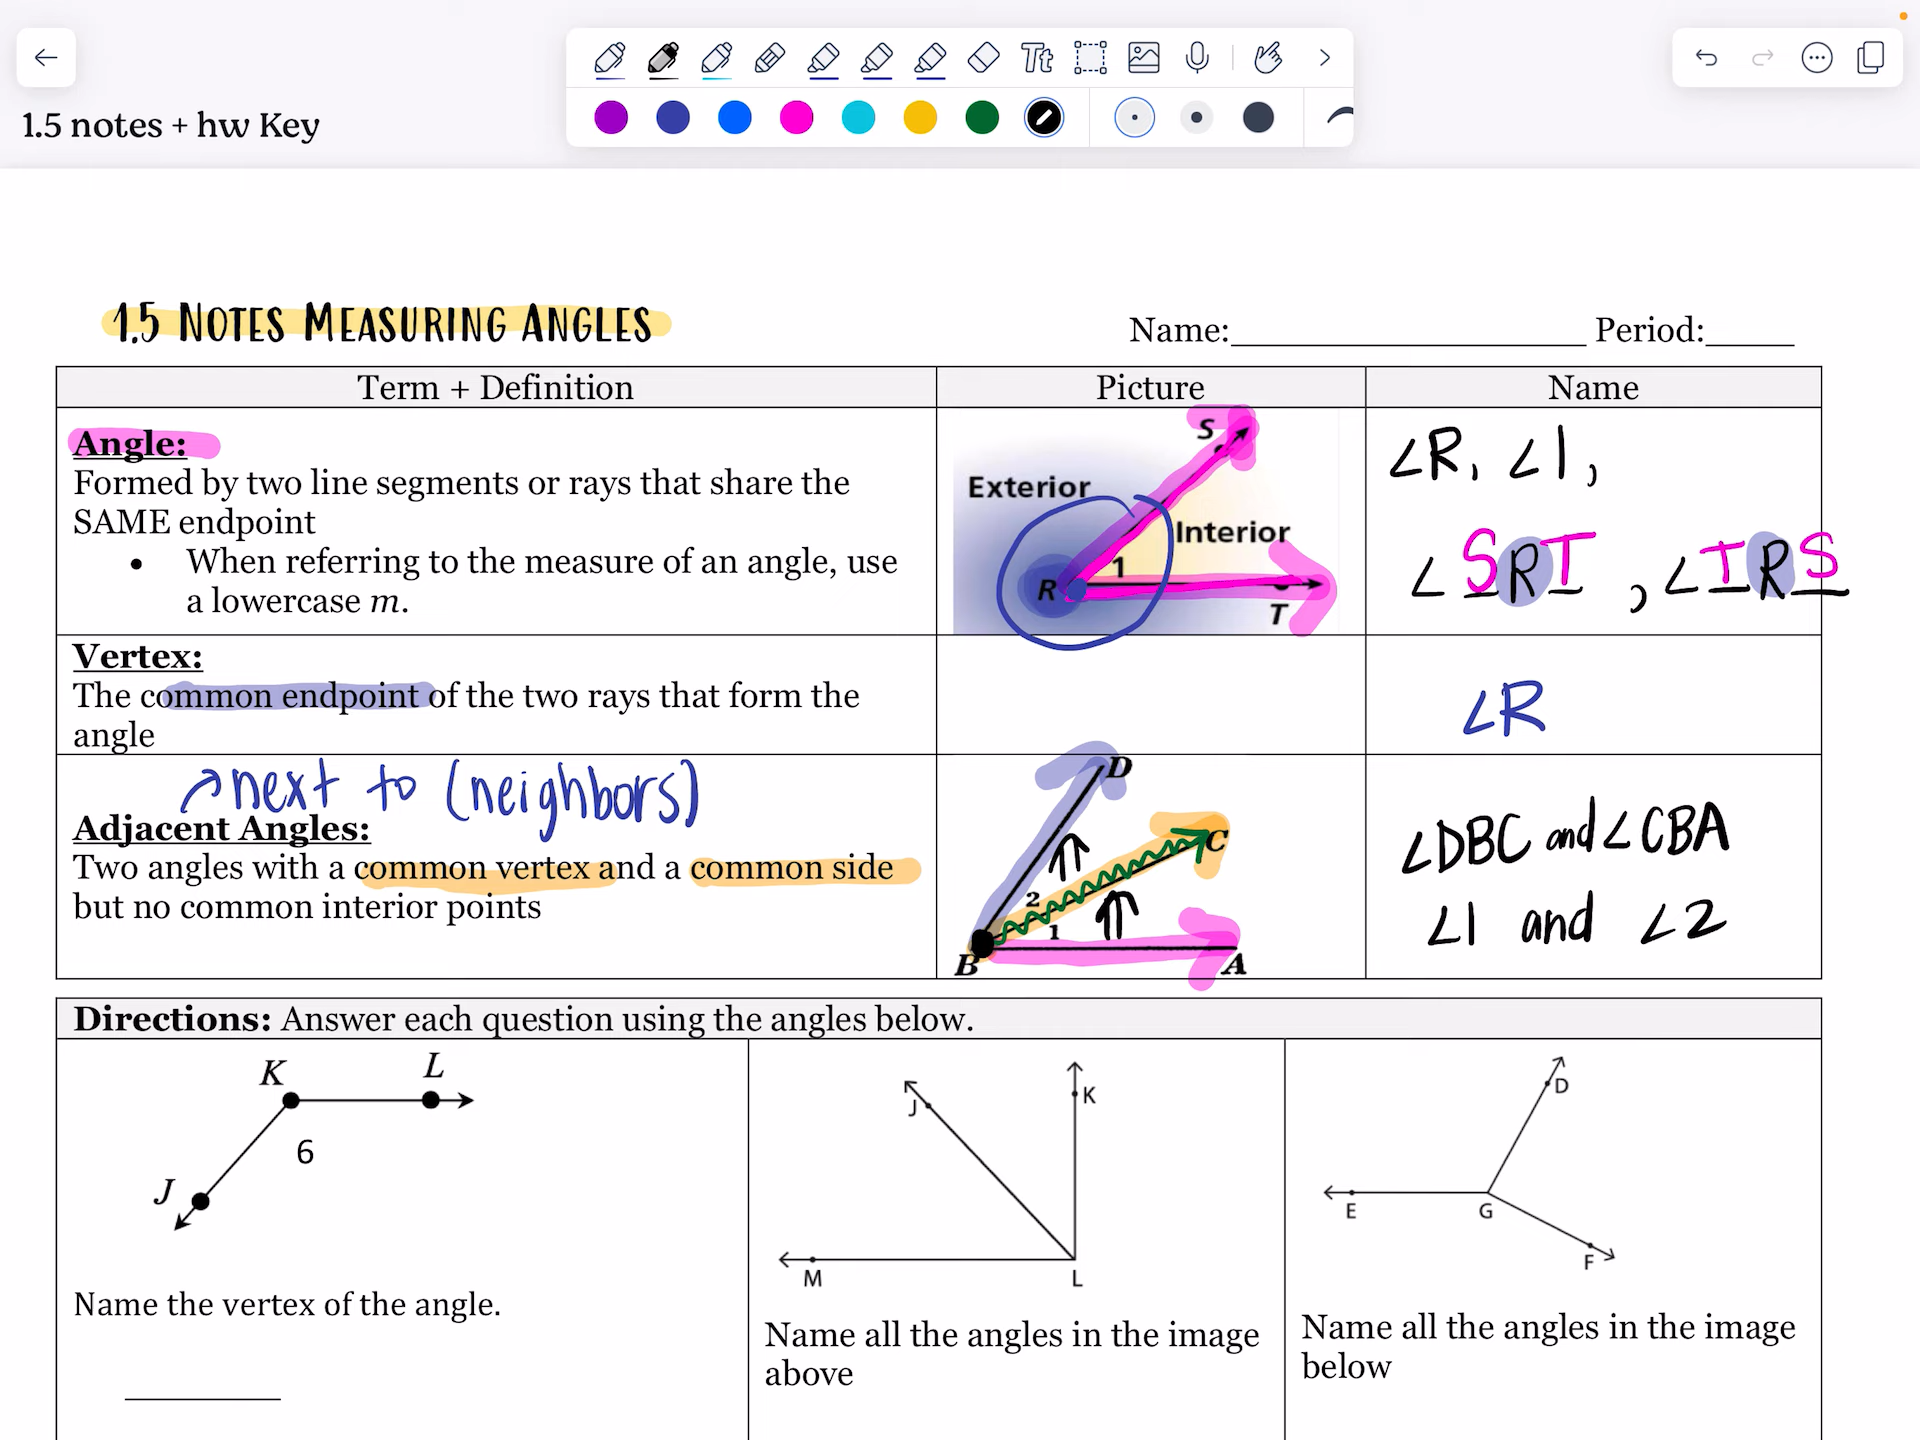 Tt
1.5 notes + hw Key
1.5 NOTES MEASURING ANGLES
Name:____________________ Period:_____
Term + Definition
Picture
Name
Angle:
Formed by two line segments or rays that share the
SAME endpoint
• When referring to the measure of an angle, use
a lowercase m.
S
Exterior
Interior
1
R
T
∠R, ∠1,
∠SRT, ∠TRS
Vertex:
The common endpoint of the two rays that form the
angle
∠R
next to (neighbors)
Adjacent Angles:
Two angles with a common vertex and a common side
but no common interior points
D
C
2
1
B
A
∠DBC and ∠CBA
∠1 and ∠2
Directions: Answer each question using the angles below.
K
L
6
J
Name the vertex of the angle.
__________
J
K
M
L
Name all the angles in the image
above
D
E
G
F
Name all the angles in the image
below